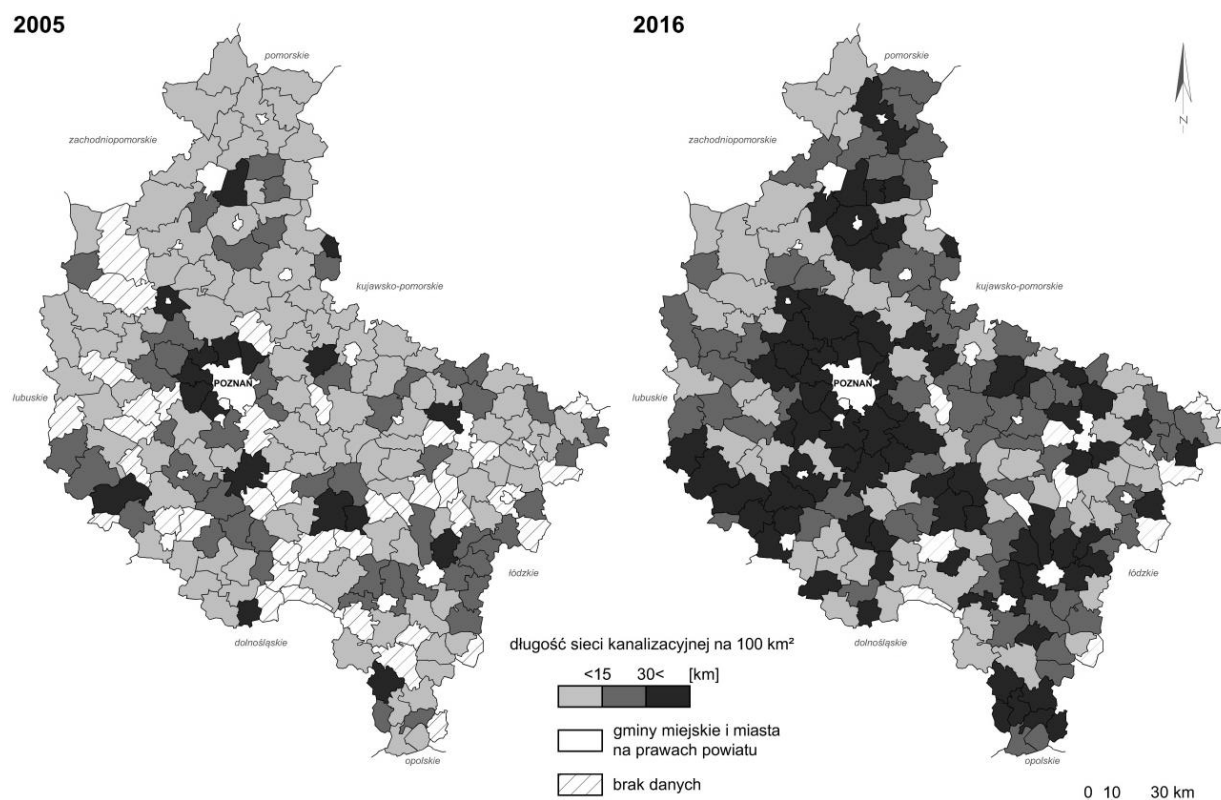 2005
2016
pomorskie
pomorskie
zachodniopomorskie
zachodniopomorskie
N
kujawsko-pomorskie
kujawsko-pomorskie
POZNAŃ
POZNAŃ
lubuskie
lubuskie
łódzkie
łódzkie
dolnośląskie
dolnośląskie
długość sieci kanalizacyjnej na 100 km²
<15 30< [km]
gminy miejskie i miasta
na prawach powiatu
brak danych
opolskie
opolskie
0 10 30 km